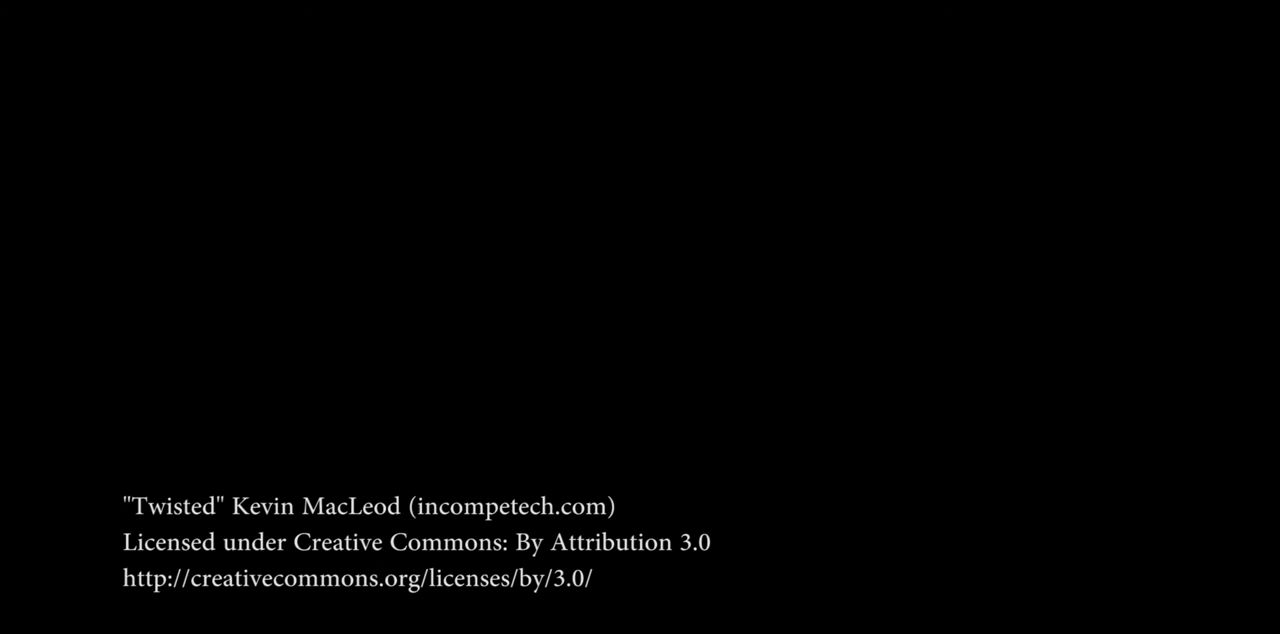 "Twisted" Kevin MacLeod (incompetech.com)
Licensed under Creative Commons: By Attribution 3.0
http://creativecommons.org/licenses/by/3.0/